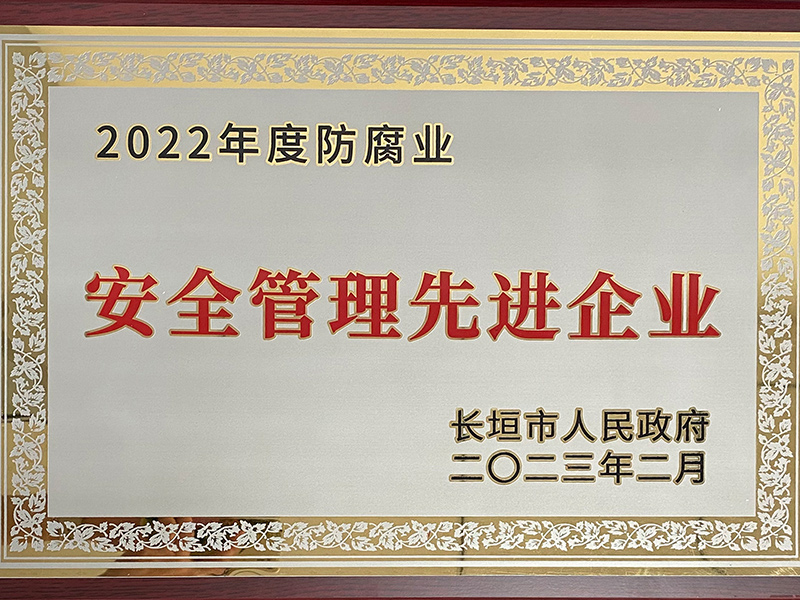 2022年度防腐业
安全管理先进企业
长垣市人民政府
二〇二三年二月